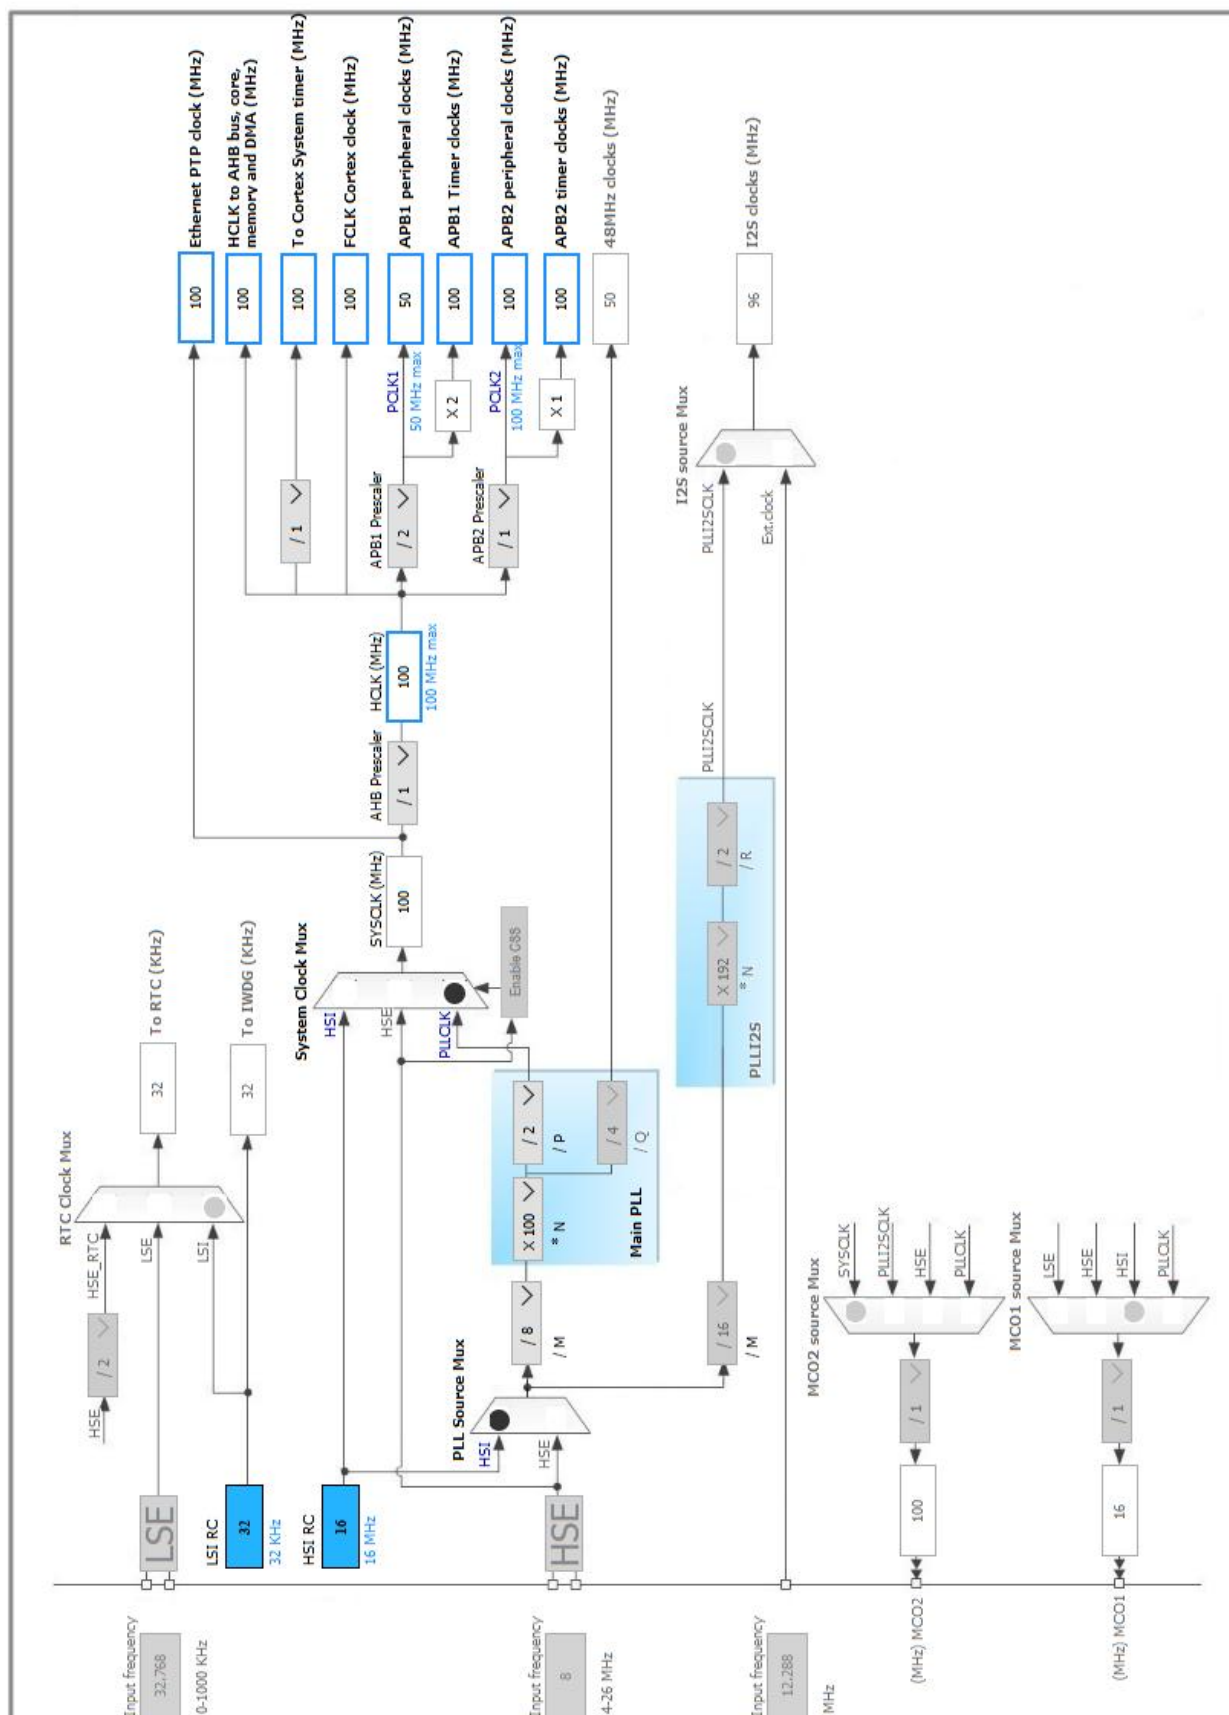 Input frequency
32.768
0-1000 KHz
LSE
HSE
/ 2
HSE_RTC
LSE
LSI
RTC Clock Mux
32
To RTC (KHz)
LSI RC
32
32 KHz
32
To IWDG (KHz)
HSI RC
16
16 MHz
System Clock Mux
HSI
HSE
PLLCLK
Enable CSS
SYSCLK (MHz)
100
AHB Prescaler
/ 1
HCLK (MHz)
100
100 MHz max
100
Ethernet PTP clock (MHz)
100
HCLK to AHB bus, core,
memory and DMA (MHz)
/ 1
100
To Cortex System timer (MHz)
100
FCLK Cortex clock (MHz)
APB1 Prescaler
/ 2
PCLK1
50 MHz max
50
APB1 peripheral clocks (MHz)
X 2
100
APB1 Timer clocks (MHz)
APB2 Prescaler
/ 1
PCLK2
100 MHz max
100
APB2 peripheral clocks (MHz)
X 1
100
APB2 timer clocks (MHz)
50
48MHz clocks (MHz)
Input frequency
8
4-26 MHz
HSE
PLL Source Mux
HSI
HSE
/ 8
/ M
X 100
* N
/ 2
/ P
/ 4
/ Q
Main PLL
/ 16
/ M
X 192
* N
/ 2
/ R
PLLI2S
PLLI2SCLK
PLLI2SCLK
Ext.clock
I2S source Mux
96
I2S clocks (MHz)
Input frequency
12.288
MHz
MCO2 source Mux
SYSCLK
PLLI2SCLK
HSE
PLLCLK
/ 1
100
(MHz) MCO2
MCO1 source Mux
LSE
HSE
HSI
PLLCLK
/ 1
16
(MHz) MCO1